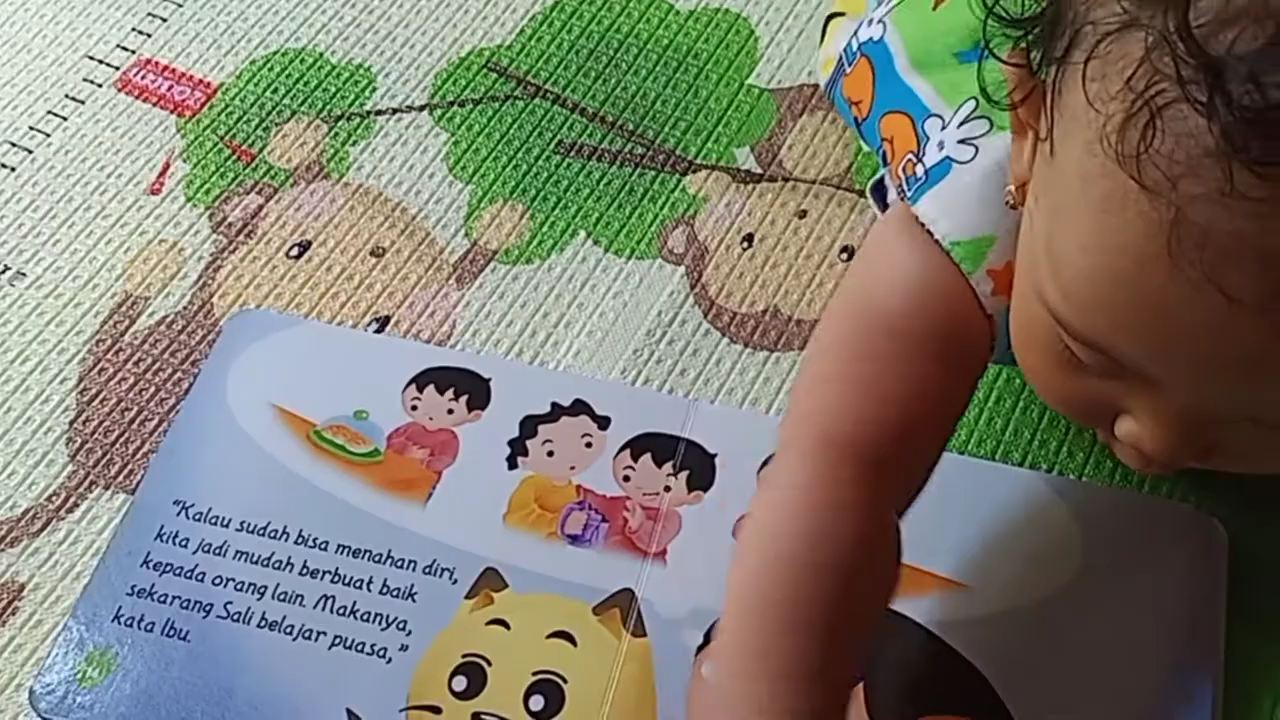 “Kalau sudah bisa menahan diri,
kita jadi mudah berbuat baik
kepada orang lain. Makanya,
sekarang Sali belajar puasa,”
kata Ibu.